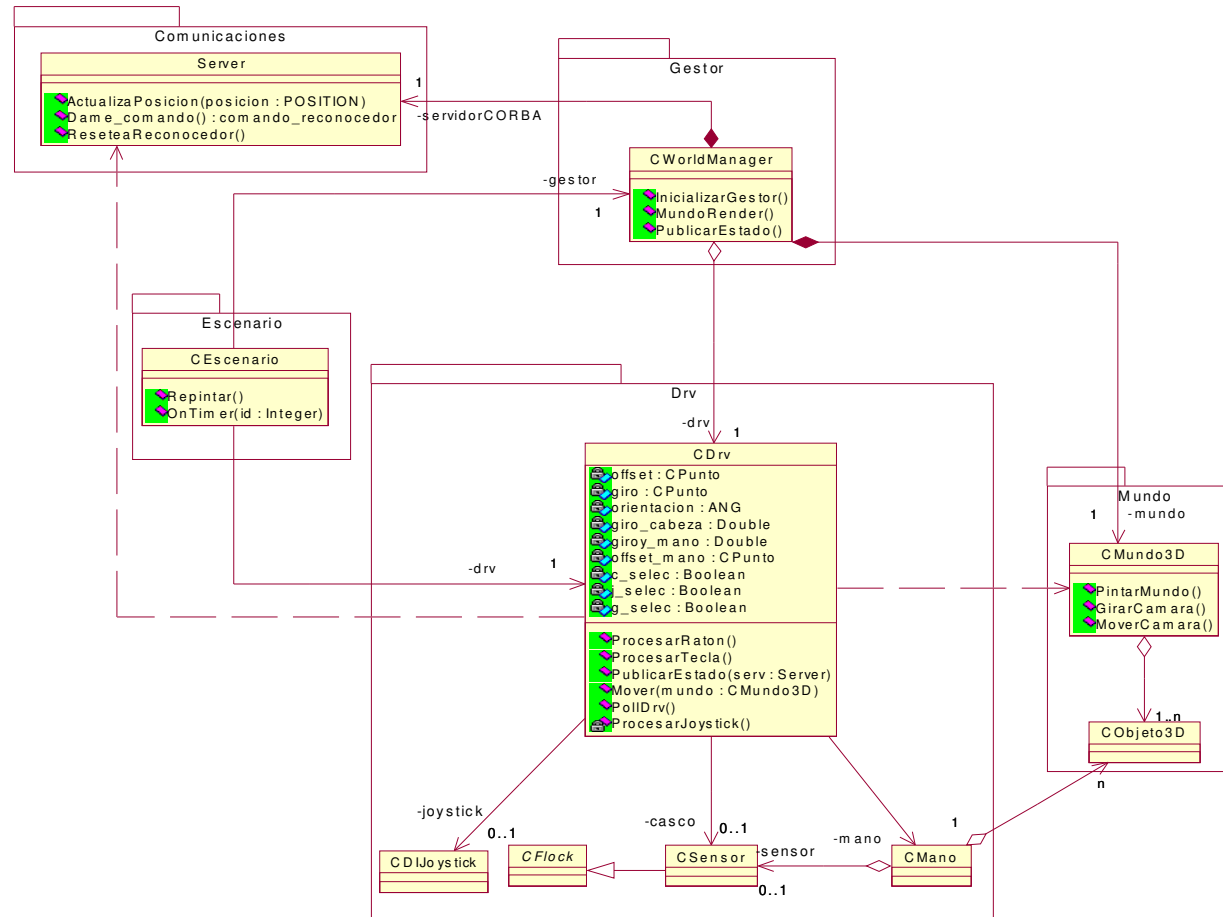 Comunicaciones
Server
ActualizaPosicion(posicion : POSITION)
Dame_comando() : comando_reconocedor
ReseteaReconocedor()
1
-servidorCORBA
Gestor
CWorldManager
InicializarGestor()
MundoRender()
PublicarEstado()
-gestor
1
Escenario
CEscenario
Repintar()
OnTimer(id : Integer)
Drv
-drv
1
CDrv
offset : CPunto
giro : CPunto
orientacion : ANG
giro_cabeza : Double
giroy_mano : Double
offset_mano : CPunto
c_selec : Boolean
j_selec : Boolean
g_selec : Boolean
ProcesarRaton()
ProcesarTecla()
PublicarEstado(serv : Server)
Mover(mundo : CMundo3D)
PollDrv()
ProcesarJoystick()
-drv
1
Mundo
1
-mundo
CMundo3D
PintarMundo()
GirarCamara()
MoverCamara()
1..n
CObjeto3D
n
-joystick
0..1
-casco
0..1
-mano
1
-sensor
0..1
CDIJoystick
CFlock
CSensor
CMano